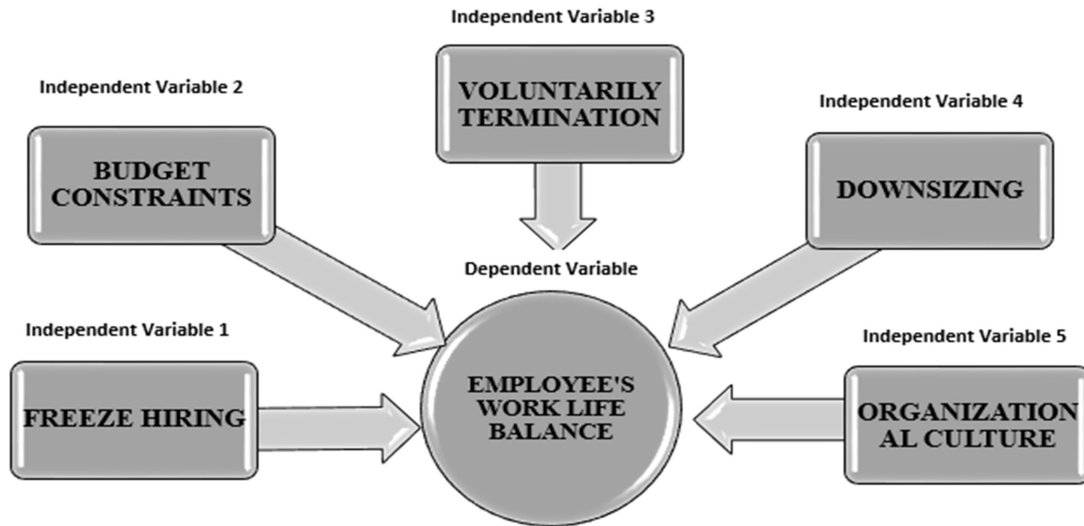 Independent Variable 3
VOLUNTARILY
TERMINATION
Independent Variable 2
BUDGET
CONSTRAINTS
Independent Variable 4
DOWNSIZING
Dependent Variable
EMPLOYEE'S
WORK LIFE
BALANCE
Independent Variable 1
FREEZE HIRING
Independent Variable 5
ORGANIZATION
AL CULTURE